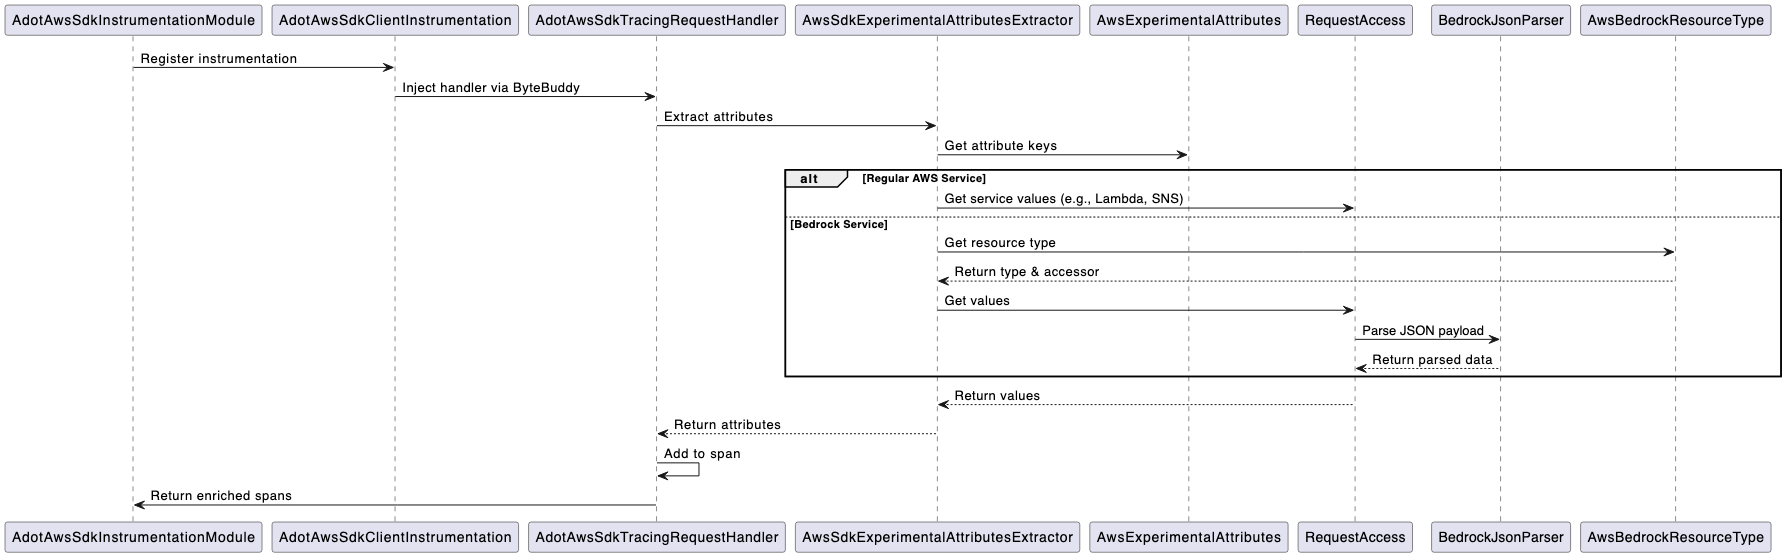 AdotAwsSdkInstrumentationModule AdotAwsSdkClientInstrumentation AdotAwsSdkTracingRequestHandler AwsSdkExperimentalAttributesExtractor AwsExperimentalAttributes RequestAccess BedrockJsonParser AwsBedrockResourceType
Register instrumentation
Inject handler via ByteBuddy
Extract attributes
Get attribute keys
alt [Regular AWS Service]
Get service values (e.g., Lambda, SNS)
[Bedrock Service]
Get resource type
Return type & accessor
Get values
Parse JSON payload
Return parsed data
Return values
Return attributes
Add to span
Return enriched spans
AdotAwsSdkInstrumentationModule AdotAwsSdkClientInstrumentation AdotAwsSdkTracingRequestHandler AwsSdkExperimentalAttributesExtractor AwsExperimentalAttributes RequestAccess BedrockJsonParser AwsBedrockResourceType